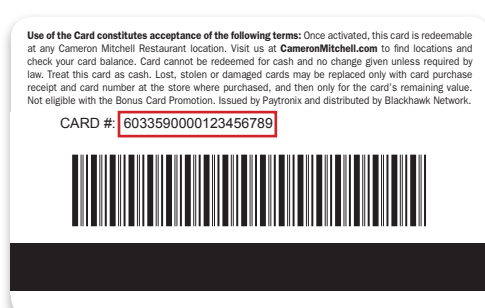 Use of the Card constitutes acceptance of the following terms: Once activated, this card is redeemable
at any Cameron Mitchell Restaurant location. Visit us at CameronMitchell.com to find locations and
check your card balance. Card cannot be redeemed for cash and no change given unless required by
law. Treat this card as cash. Lost, stolen or damaged cards may be replaced only with card purchase
receipt and card number at the store where purchased, and then only for the card's remaining value.
Not eligible with the Bonus Card Promotion. Issued by Paytronix and distributed by Blackhawk Network.
CARD #: 6033590000123456789